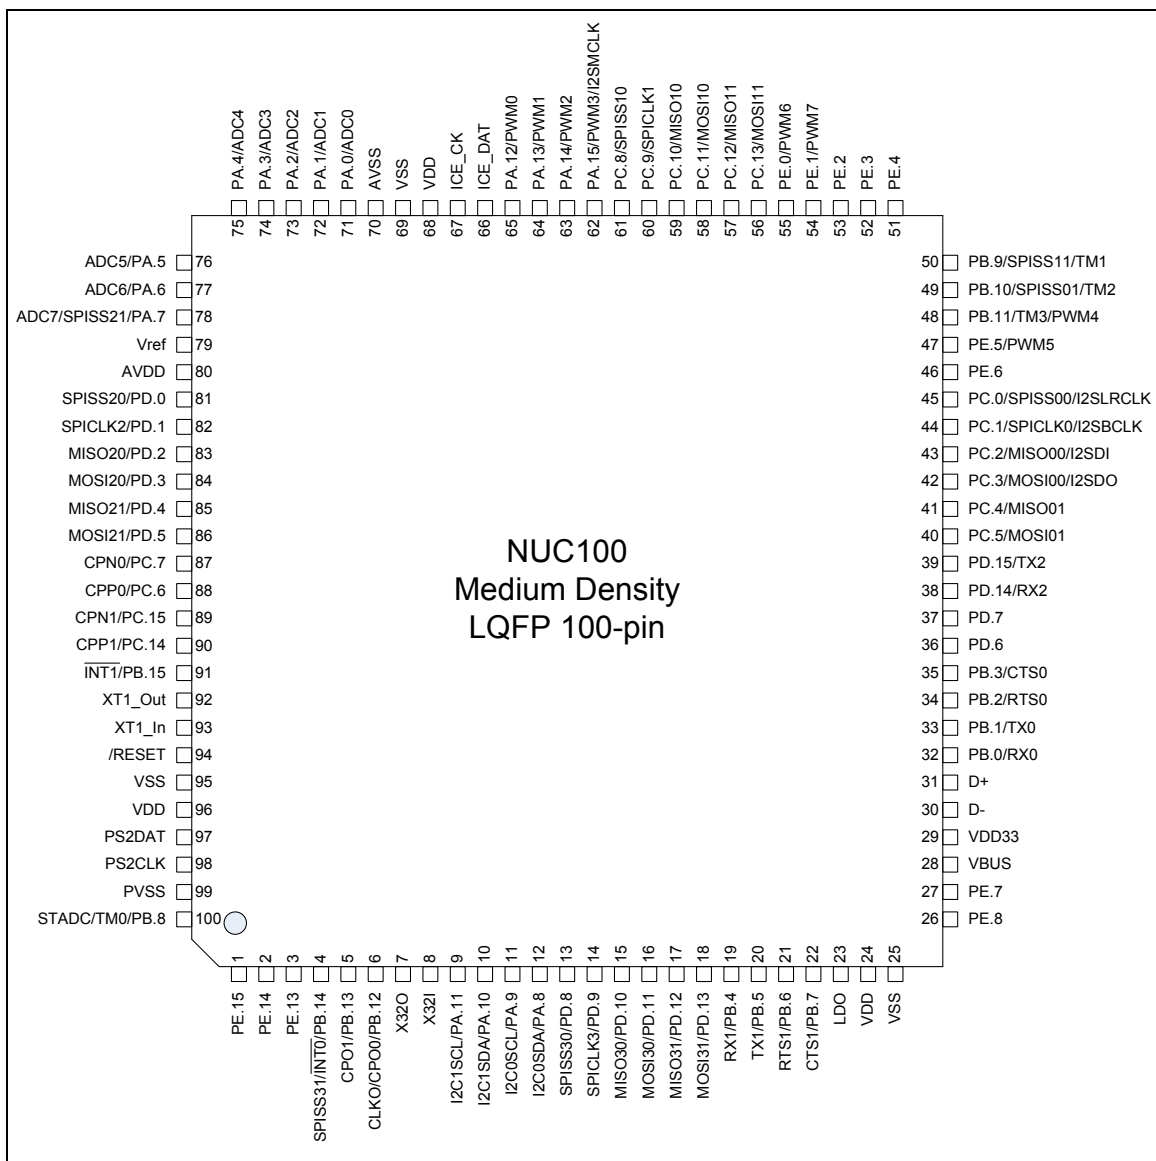 PA.4/ADC4
PA.3/ADC3
PA.2/ADC2
PA.1/ADC1
PA.0/ADC0
AVSS
VSS
VDD
ICE_CK
ICE_DAT
PA.12/PWM0
PA.13/PWM1
PA.14/PWM2
PA.15/PWM3/I2SMCLK
PC.8/SPISS10
PC.9/SPICLK1
PC.10/MISO10
PC.11/MOSI10
PC.12/MISO11
PC.13/MOSI11
PE.0/PWM6
PE.1/PWM7
PE.2
PE.3
PE.4
75
74
73
72
71
70
69
68
67
66
65
64
63
62
61
60
59
58
57
56
55
54
53
52
51
ADC5/PA.5 76
ADC6/PA.6 77
ADC7/SPISS21/PA.7 78
Vref 79
AVDD 80
SPISS20/PD.0 81
SPICLK2/PD.1 82
MISO20/PD.2 83
MOSI20/PD.3 84
MISO21/PD.4 85
MOSI21/PD.5 86
CPN0/PC.7 87
CPP0/PC.6 88
CPN1/PC.15 89
CPP1/PC.14 90
INT1/PB.15 91
XT1_Out 92
XT1_In 93
/RESET 94
VSS 95
VDD 96
PS2DAT 97
PS2CLK 98
PVSS 99
STADC/TM0/PB.8 100
NUC100
Medium Density
LQFP 100-pin
50 PB.9/SPISS11/TM1
49 PB.10/SPISS01/TM2
48 PB.11/TM3/PWM4
47 PE.5/PWM5
46 PE.6
45 PC.0/SPISS00/I2SLRCLK
44 PC.1/SPICLK0/I2SBCLK
43 PC.2/MISO00/I2SDI
42 PC.3/MOSI00/I2SDO
41 PC.4/MISO01
40 PC.5/MOSI01
39 PD.15/TX2
38 PD.14/RX2
37 PD.7
36 PD.6
35 PB.3/CTS0
34 PB.2/RTS0
33 PB.1/TX0
32 PB.0/RX0
31 D+
30 D-
29 VDD33
28 VBUS
27 PE.7
26 PE.8
1
2
3
4
5
6
7
8
9
10
11
12
13
14
15
16
17
18
19
20
21
22
23
24
25
PE.15
PE.14
PE.13
SPISS31/INT0/PB.14
CPO1/PB.13
CLKO/CPO0/PB.12
X32O
X32I
I2C1SCL/PA.11
I2C1SDA/PA.10
I2C0SCL/PA.9
I2C0SDA/PA.8
SPISS30/PD.8
SPICLK3/PD.9
MISO30/PD.10
MOSI30/PD.11
MISO31/PD.12
MOSI31/PD.13
RX1/PB.4
TX1/PB.5
RTS1/PB.6
CTS1/PB.7
LDO
VDD
VSS